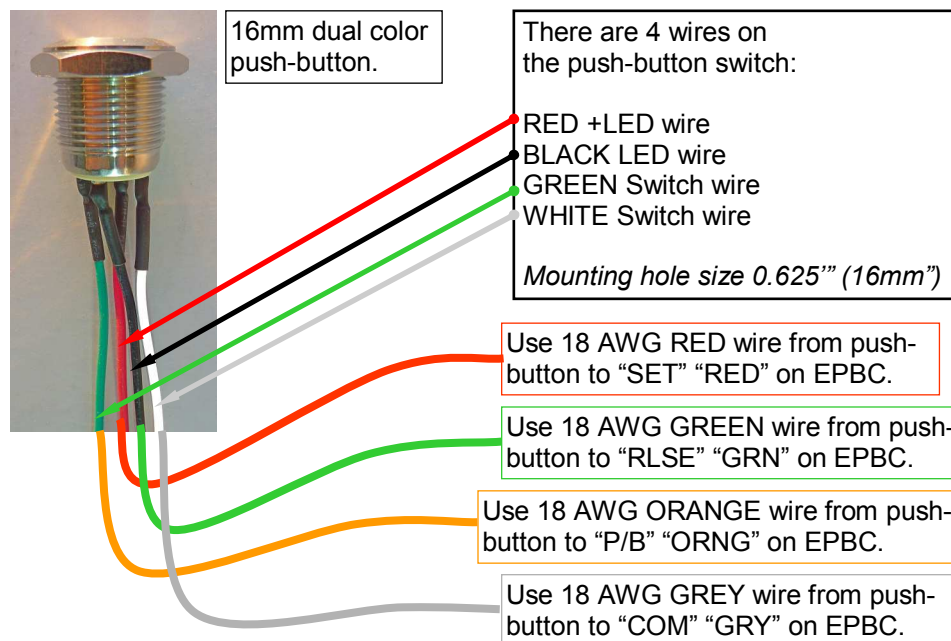 16mm dual color
push-button.
There are 4 wires on
the push-button switch:
RED +LED wire
BLACK LED wire
GREEN Switch wire
WHITE Switch wire
Mounting hole size 0.625’” (16mm”)
Use 18 AWG RED wire from push-
button to “SET” “RED” on EPBC.
Use 18 AWG GREEN wire from push-
button to “RLSE” “GRN” on EPBC.
Use 18 AWG ORANGE wire from push-
button to “P/B” “ORNG” on EPBC.
Use 18 AWG GREY wire from push-
button to “COM” “GRY” on EPBC.